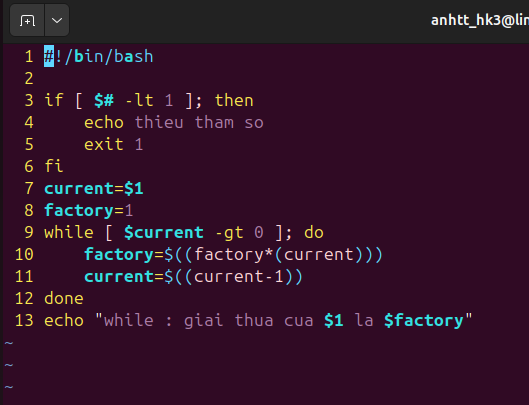 anhtt_hk3@lin
1 #!/bin/bash
2
3 if [ $# -lt 1 ]; then
4     echo thieu tham so
5     exit 1
6 fi
7 current=$1
8 factory=1
9 while [ $current -gt 0 ]; do
10     factory=$((factory*(current)))
11     current=$((current-1))
12 done
13 echo "while : giai thua cua $1 la $factory"
~
~
~